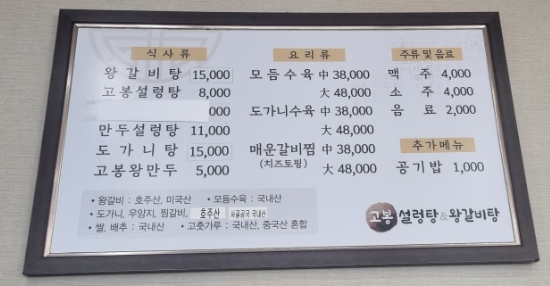 식사류
왕갈비탕 15,000
고봉설렁탕 8,000
000
만두설렁탕 11,000
도가니탕 15,000
고봉왕만두 5,000
요리류
모듬수육 中 38,000
大 48,000
도가니수육 中 38,000
大 48,000
매운갈비찜 中 38,000
(치즈토핑) 大 48,000
주류 및 음료
맥주 4,000
소주 4,000
음료 2,000
추가메뉴
공기밥 1,000
• 왕갈비 : 호주산, 미국산 • 모듬수육 : 국내산
• 도가니, 우양지, 찜갈비, 호주산 국내산
• 쌀, 배추 : 국내산 • 고춧가루 : 국내산, 중국산 혼합
고봉설렁탕&왕갈비탕